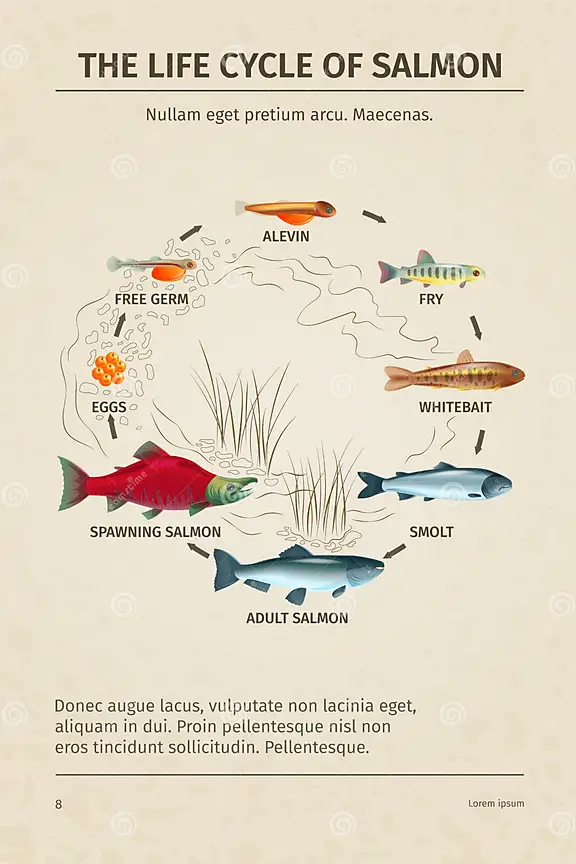 THE LIFE CYCLE OF SALMON
Nullam eget pretium arcu. Maecenas.
ALEVIN
FREE GERM
FRY
EGGS
WHITEBAIT
SPAWNING SALMON
SMOLT
ADULT SALMON
Donec augue lacus, vulputate non lacinia eget,
aliquam in dui. Proin pellentesque nisl non
eros tincidunt sollicitudin. Pellentesque.
8
Lorem ipsum